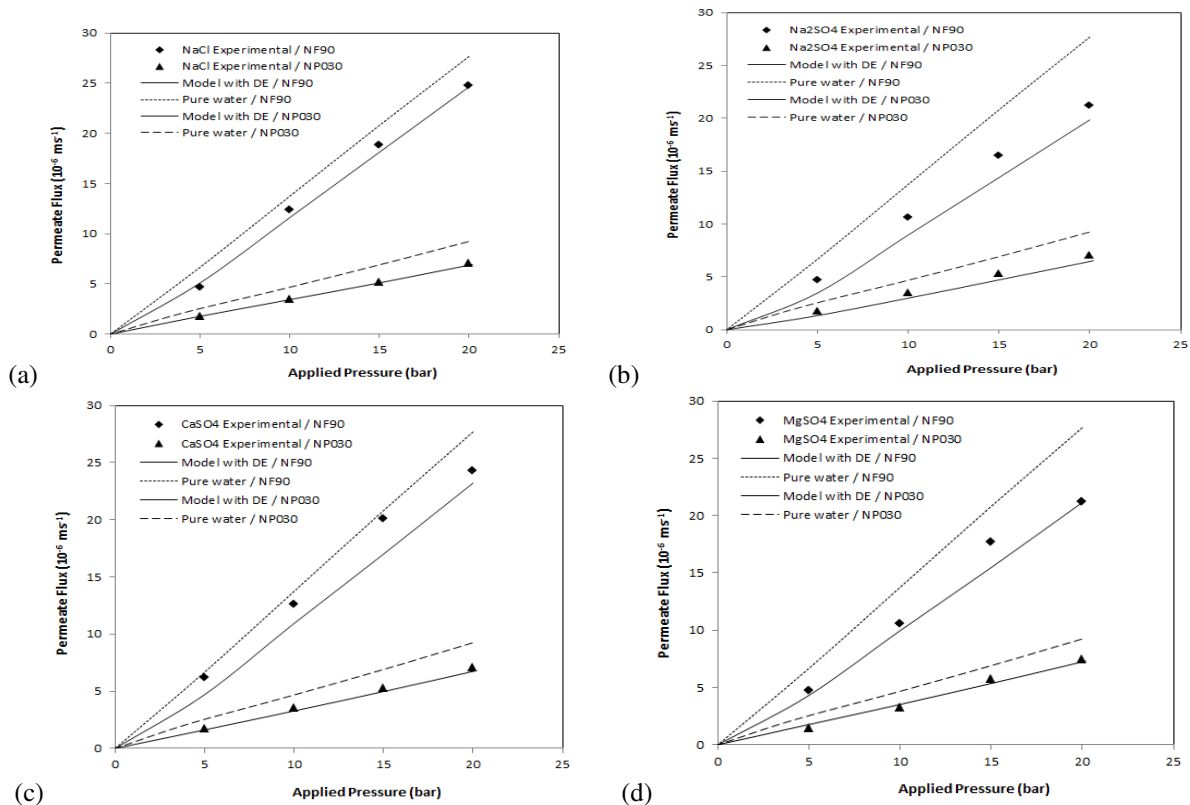 30
25
20
15
10
5
0
Permeate Flux (10⁻⁶ ms⁻¹)
NaCl Experimental / NF90
NaCl Experimental / NP030
Model with DE / NF90
Pure water / NF90
Model with DE / NP030
Pure water / NP030
0 5 10 15 20 25
Applied Pressure (bar)
(a)
30
25
20
15
10
5
0
Permeate Flux (10⁻⁶ ms⁻¹)
Na2SO4 Experimental / NF90
Na2SO4 Experimental / NP030
Model with DE / NF90
Pure water / NF90
Model with DE / NP030
Pure water / NP030
0 5 10 15 20 25
Applied Pressure (bar)
(b)
30
25
20
15
10
5
0
Permeate Flux (10⁻⁶ ms⁻¹)
CaSO4 Experimental / NF90
CaSO4 Experimental / NP030
Model with DE / NF90
Pure water / NF90
Model with DE / NP030
Pure water / NP030
0 5 10 15 20 25
Applied Pressure (bar)
(c)
30
25
20
15
10
5
0
Permeate Flux (10⁻⁶ ms⁻¹)
MgSO4 Experimental / NF90
MgSO4 Experimental / NP030
Model with DE / NF90
Pure water / NF90
Model with DE / NP030
Pure water / NP030
0 5 10 15 20 25
Applied Pressure (bar)
(d)